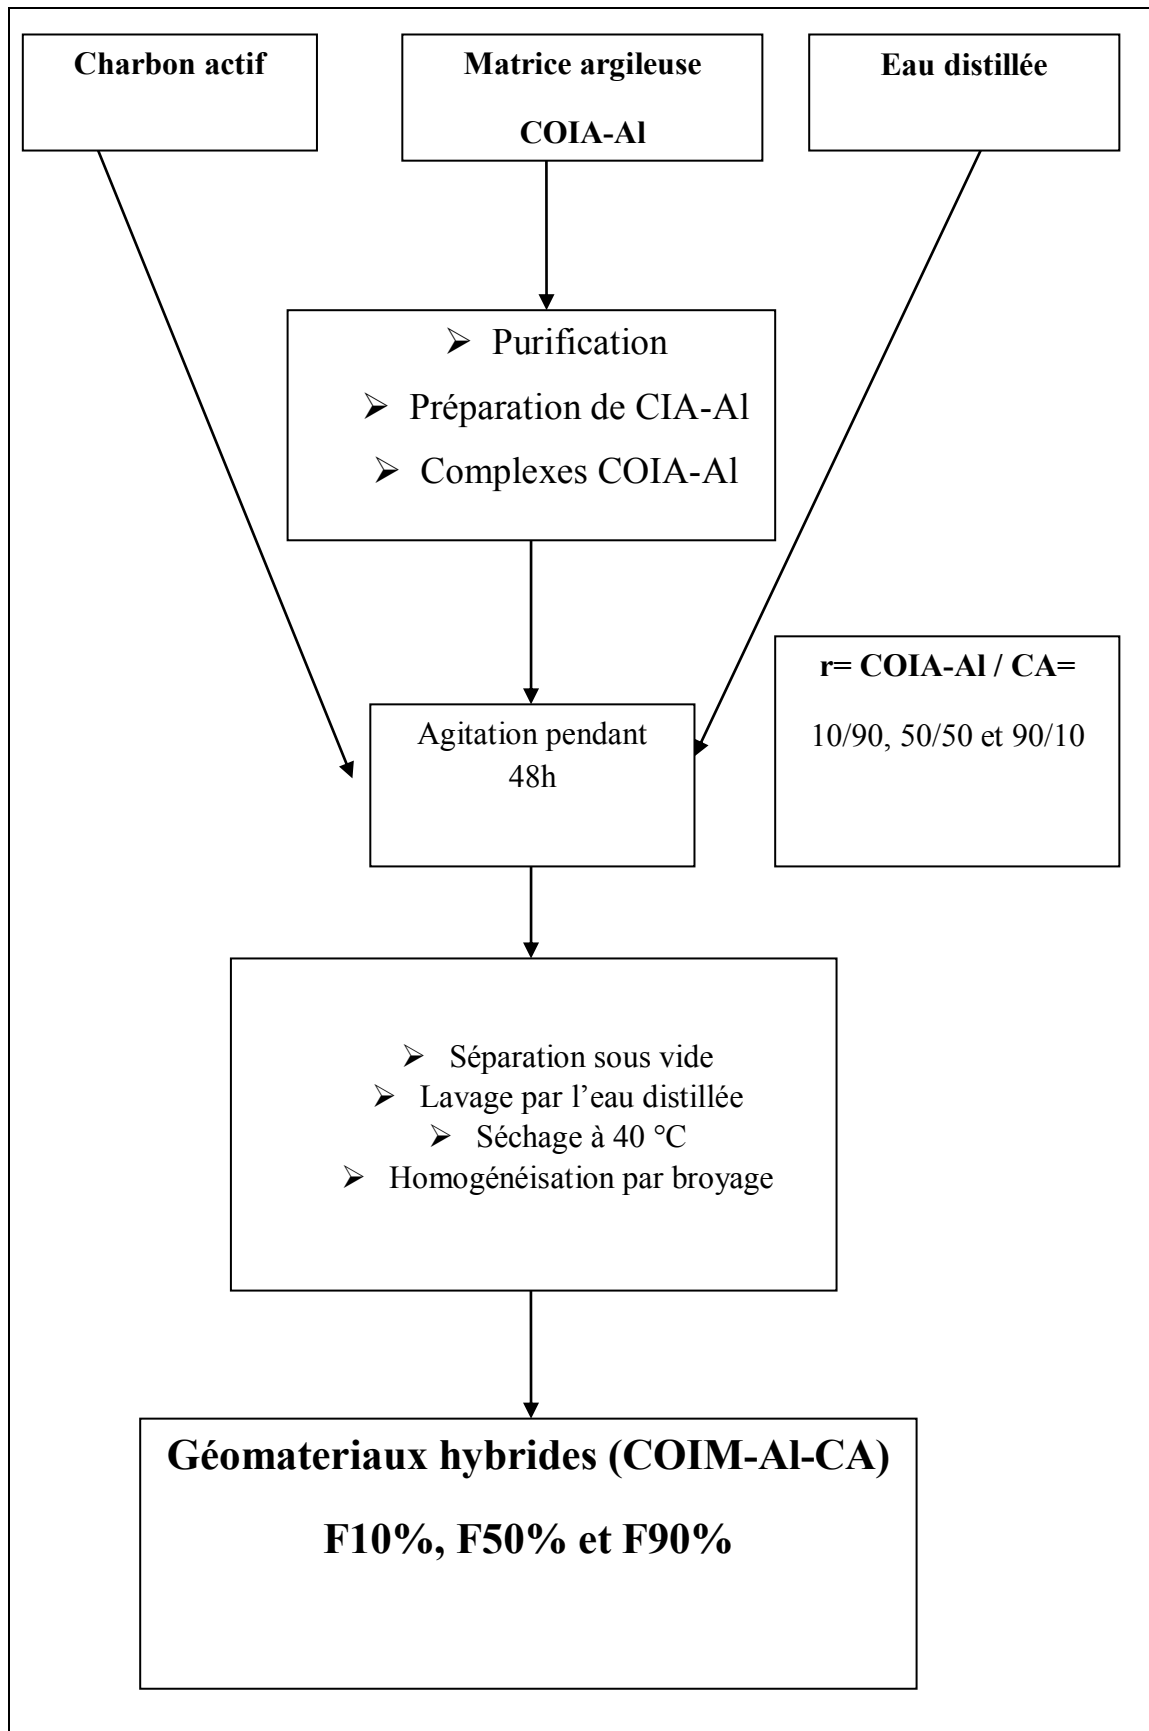 Charbon actif
Matrice argileuse
COIA-Al
Eau distillée
➢ Purification
➢ Préparation de CIA-Al
➢ Complexes COIA-Al
r= COIA-Al / CA=
10/90, 50/50 et 90/10
Agitation pendant
48h
➢ Séparation sous vide
➢ Lavage par l’eau distillée
➢ Séchage à 40 °C
➢ Homogénéisation par broyage
Géomateriaux hybrides (COIM-Al-CA)
F10%, F50% et F90%